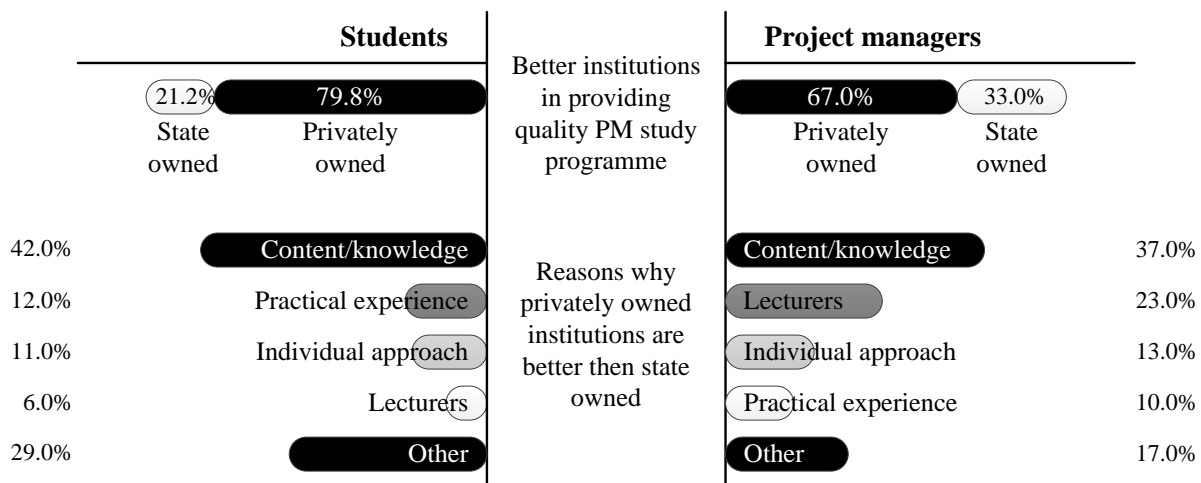 Students
Better institutions
in providing
quality PM study
programme
Project managers
21.2%
79.8%
State
owned
Privately
owned
67.0%
33.0%
Privately
owned
State
owned
42.0%
Content/knowledge
12.0%
Practical experience
11.0%
Individual approach
6.0%
Lecturers
29.0%
Other
Reasons why
privately owned
institutions are
better then state
owned
Content/knowledge
37.0%
Lecturers
23.0%
Individual approach
13.0%
Practical experience
10.0%
Other
17.0%